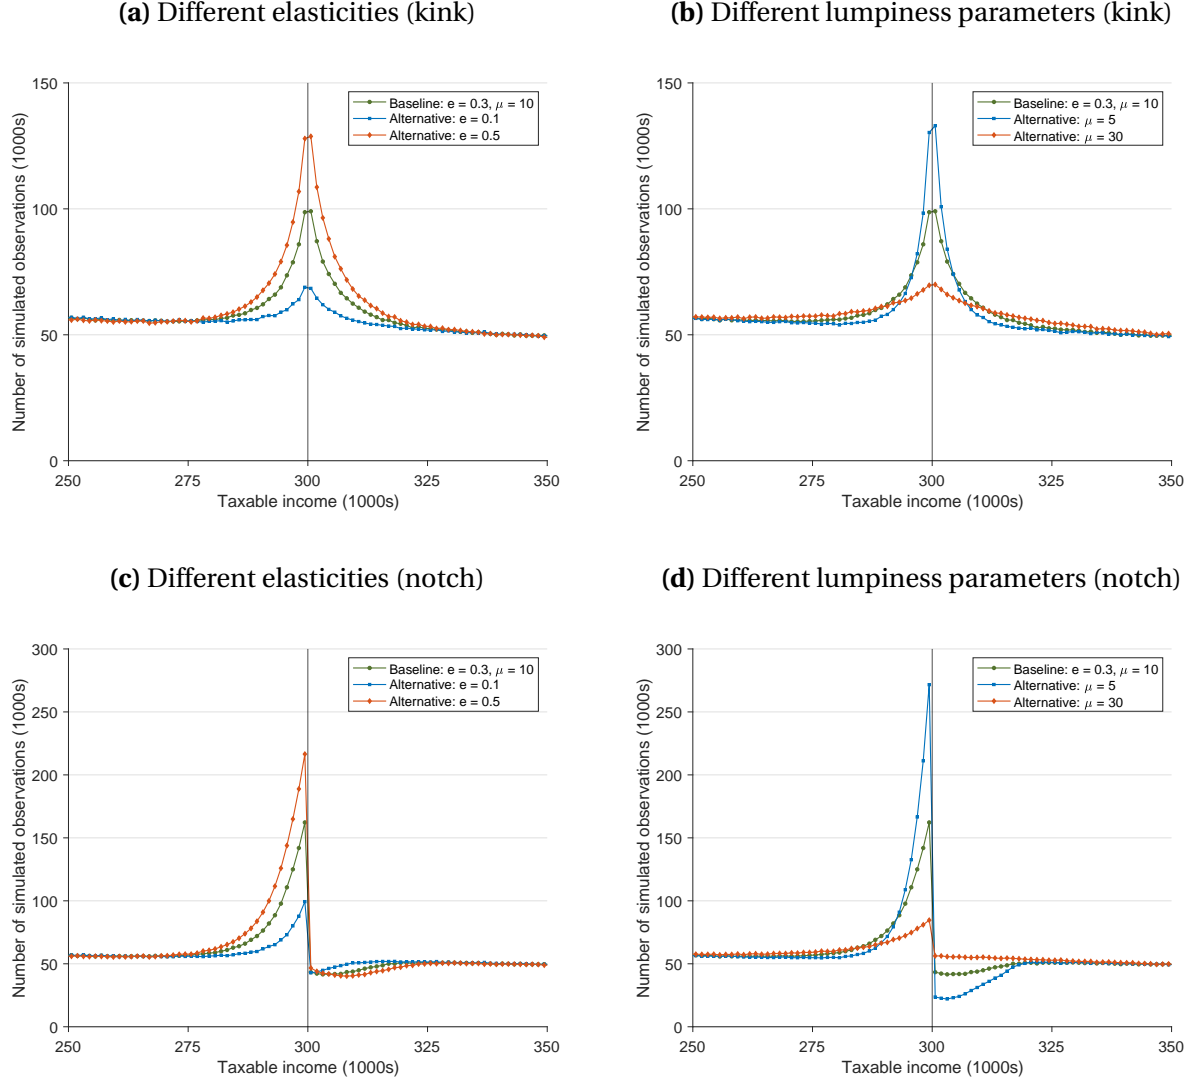 (a) Different elasticities (kink)
150
100
50
0
250
275
300
325
350
Number of simulated observations (1000s)
Taxable income (1000s)
Baseline: e = 0.3, μ = 10
Alternative: e = 0.1
Alternative: e = 0.5
(b) Different lumpiness parameters (kink)
150
100
50
0
250
275
300
325
350
Number of simulated observations (1000s)
Taxable income (1000s)
Baseline: e = 0.3, μ = 10
Alternative: μ = 5
Alternative: μ = 30
(c) Different elasticities (notch)
300
250
200
150
100
50
0
250
275
300
325
350
Number of simulated observations (1000s)
Taxable income (1000s)
Baseline: e = 0.3, μ = 10
Alternative: e = 0.1
Alternative: e = 0.5
(d) Different lumpiness parameters (notch)
300
250
200
150
100
50
0
250
275
300
325
350
Number of simulated observations (1000s)
Taxable income (1000s)
Baseline: e = 0.3, μ = 10
Alternative: μ = 5
Alternative: μ = 30